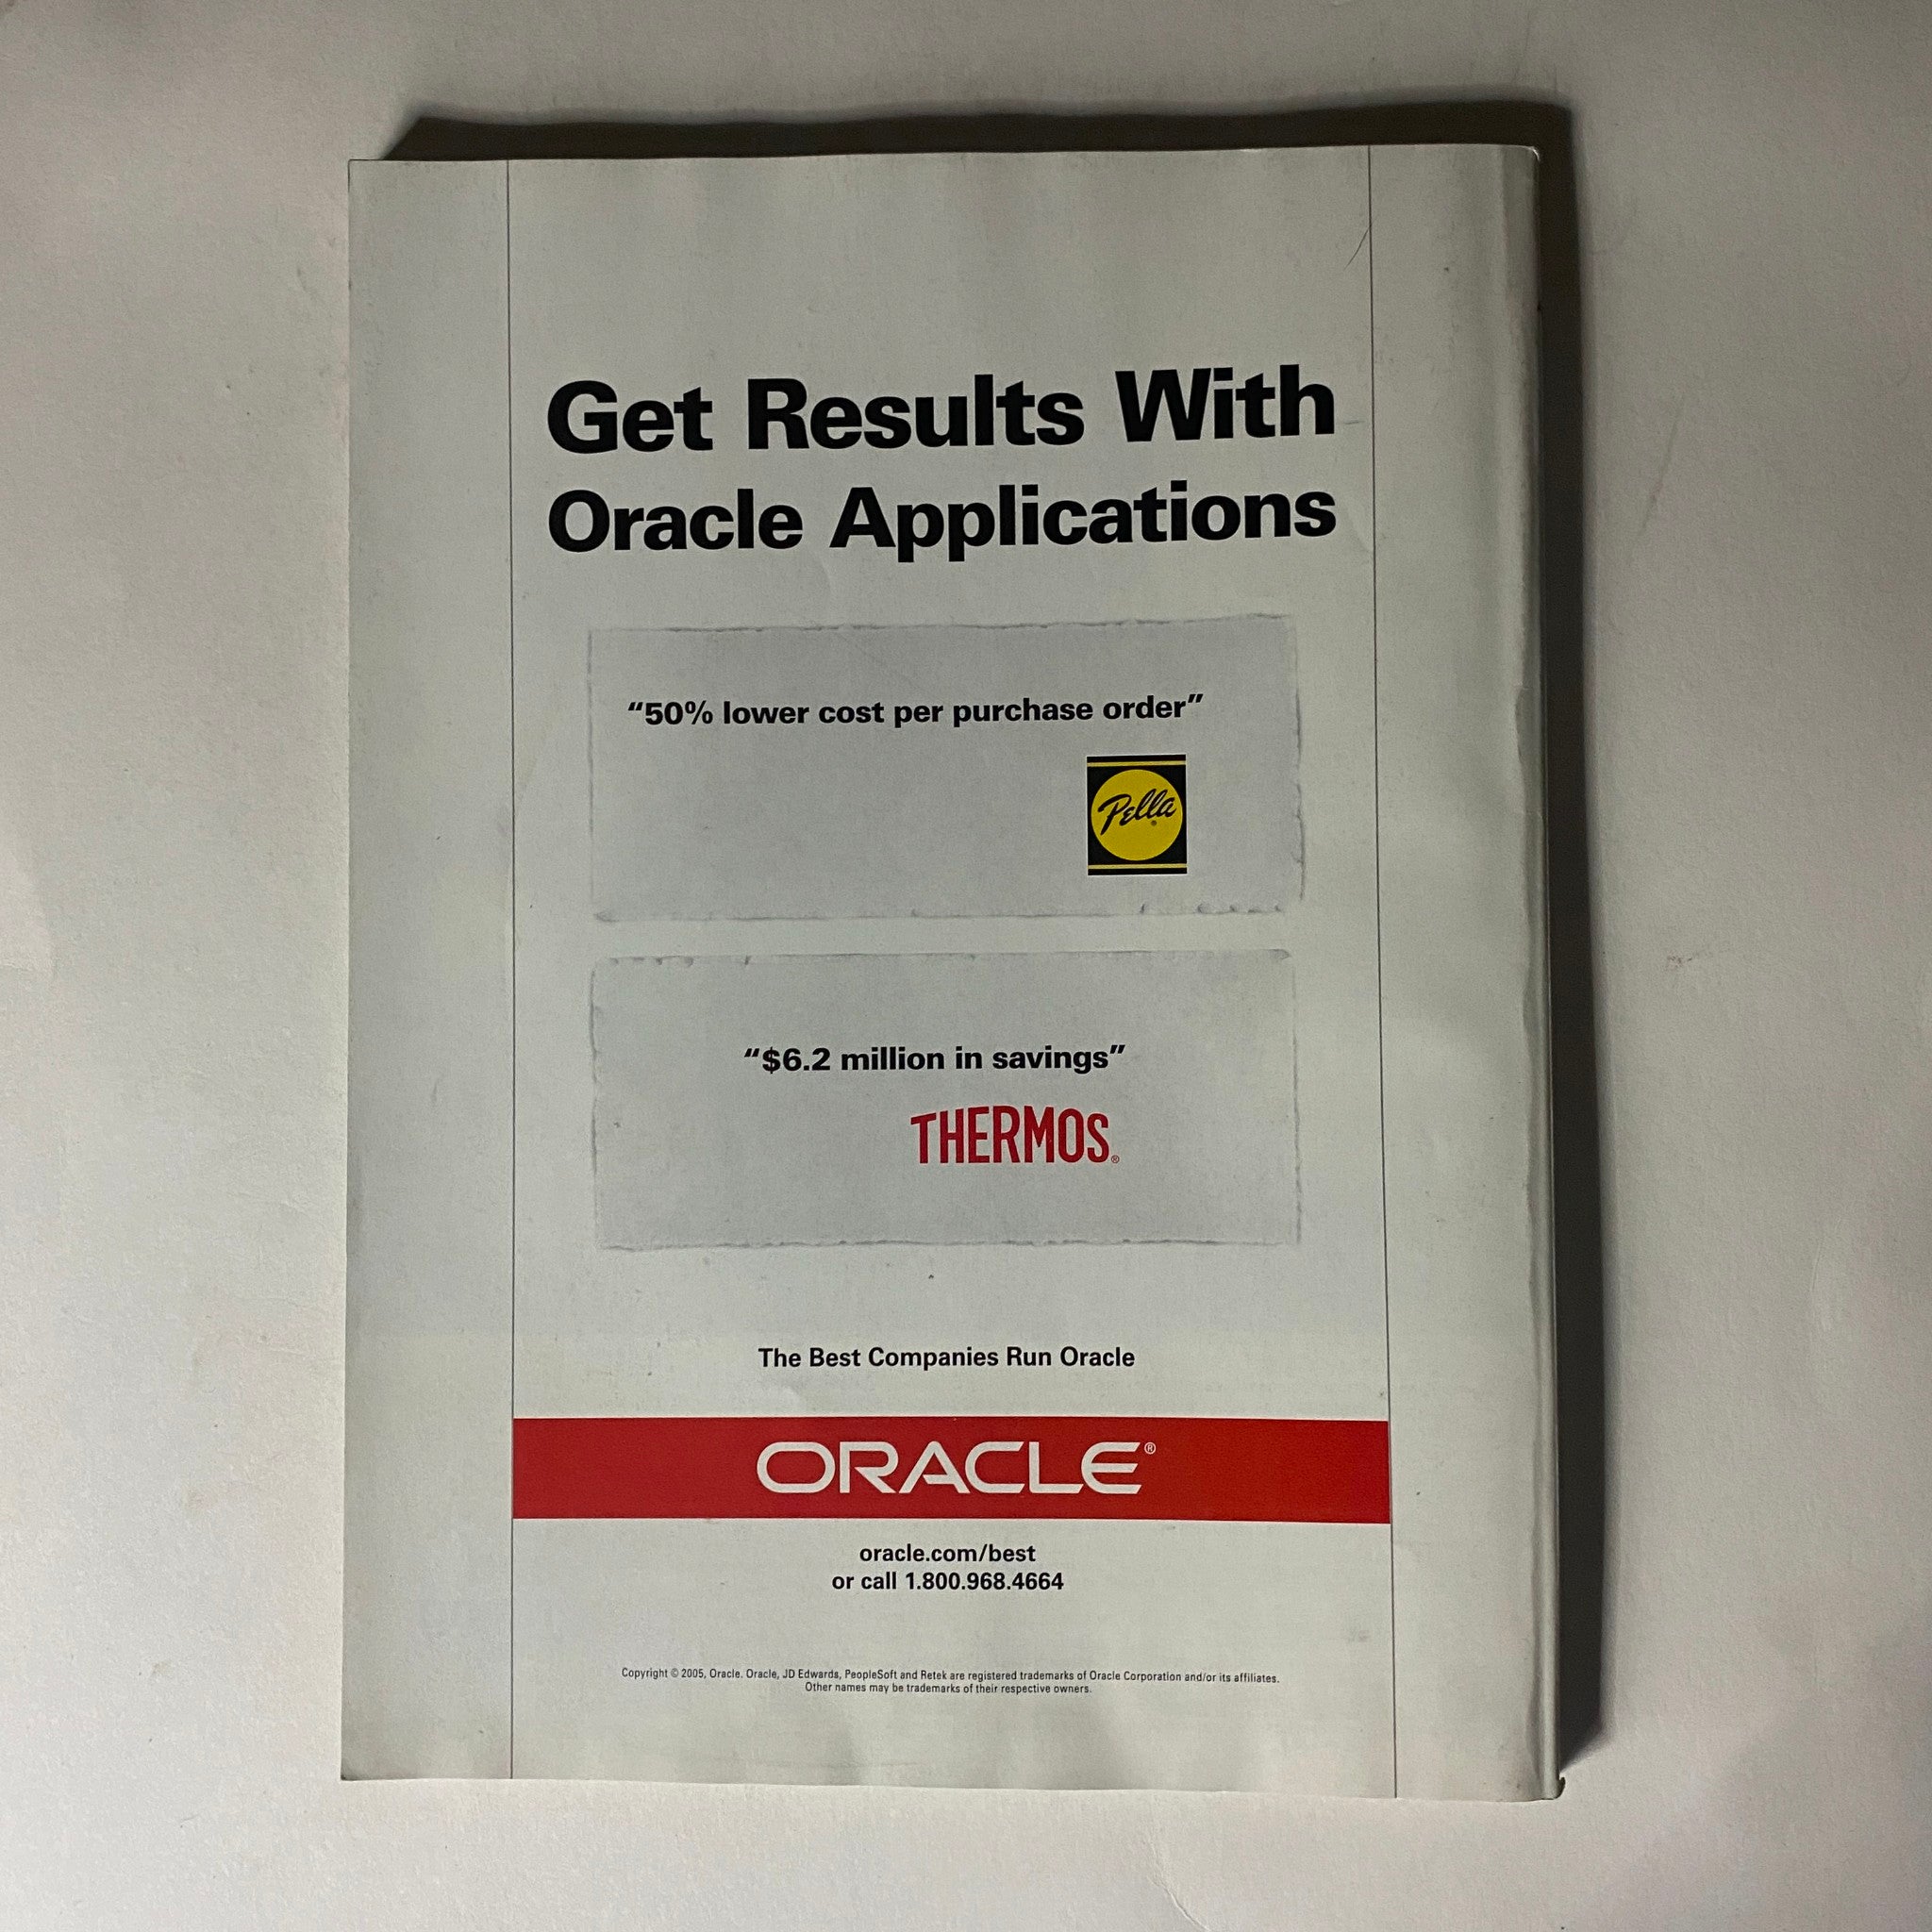 Get Results With
Oracle Applications
“50% lower cost per purchase order”
Pella®
“$6.2 million in savings”
THERMOS®
The Best Companies Run Oracle
ORACLE®
oracle.com/best
or call 1.800.968.4664
Copyright © 2005, Oracle. Oracle, JD Edwards, PeopleSoft and Retek are registered trademarks of Oracle Corporation and/or its affiliates.
Other names may be trademarks of their respective owners.